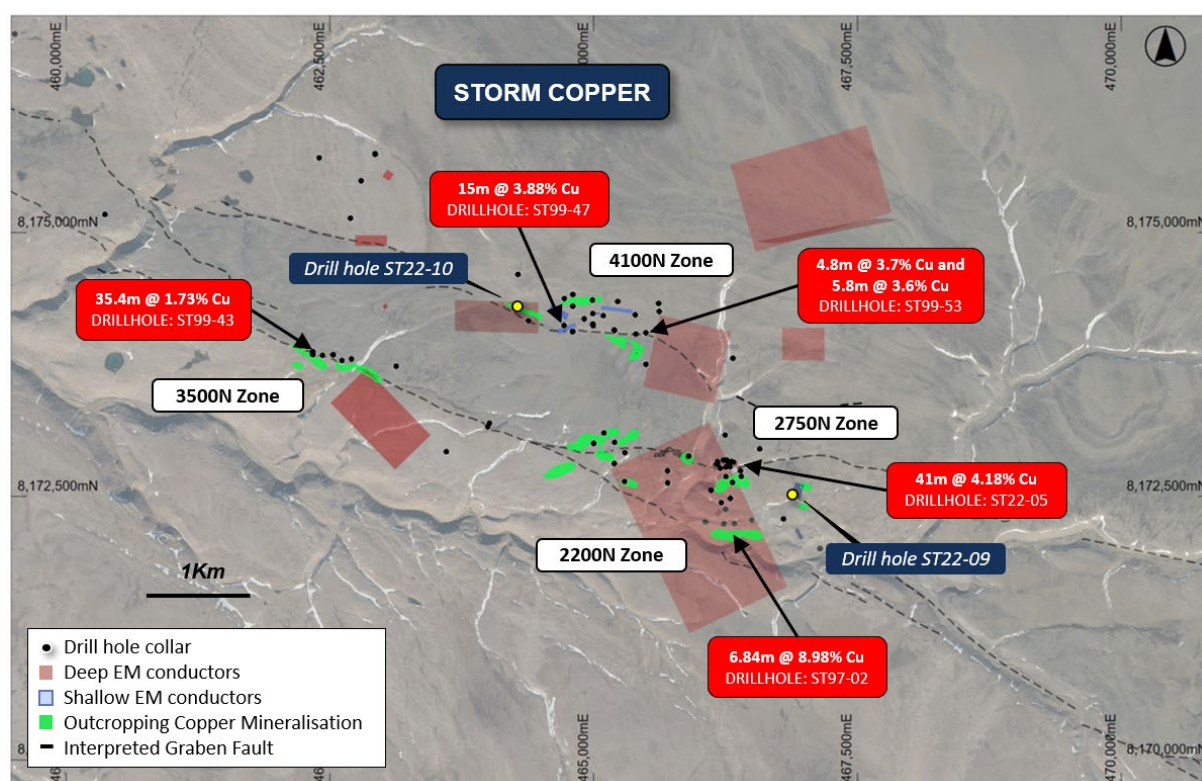 460,000mE
462,500mE
467,500mE
470,000mE
STORM COPPER
15m @ 3.88% Cu
DRILLHOLE: ST99-47
8,175,000mN
8,175,000mN
Drill hole ST22-10
4100N Zone
4.8m @ 3.7% Cu and
5.8m @ 3.6% Cu
DRILLHOLE: ST99-53
35.4m @ 1.73% Cu
DRILLHOLE: ST99-43
3500N Zone
2750N Zone
41m @ 4.18% Cu
DRILLHOLE: ST22-05
8,172,500mN
8,172,500mN
2200N Zone
Drill hole ST22-09
1Km
6.84m @ 8.98% Cu
DRILLHOLE: ST97-02
Drill hole collar
Deep EM conductors
Shallow EM conductors
Outcropping Copper Mineralisation
Interpreted Graben Fault
465,000mE
467,500mE
470,000mE
8,170,000mN